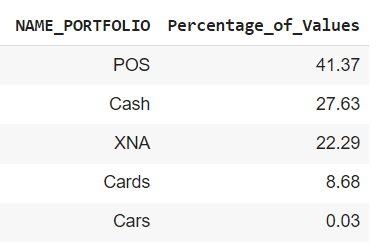 NAME_PORTFOLIO Percentage_of_Values
POS 41.37
Cash 27.63
XNA 22.29
Cards 8.68
Cars 0.03